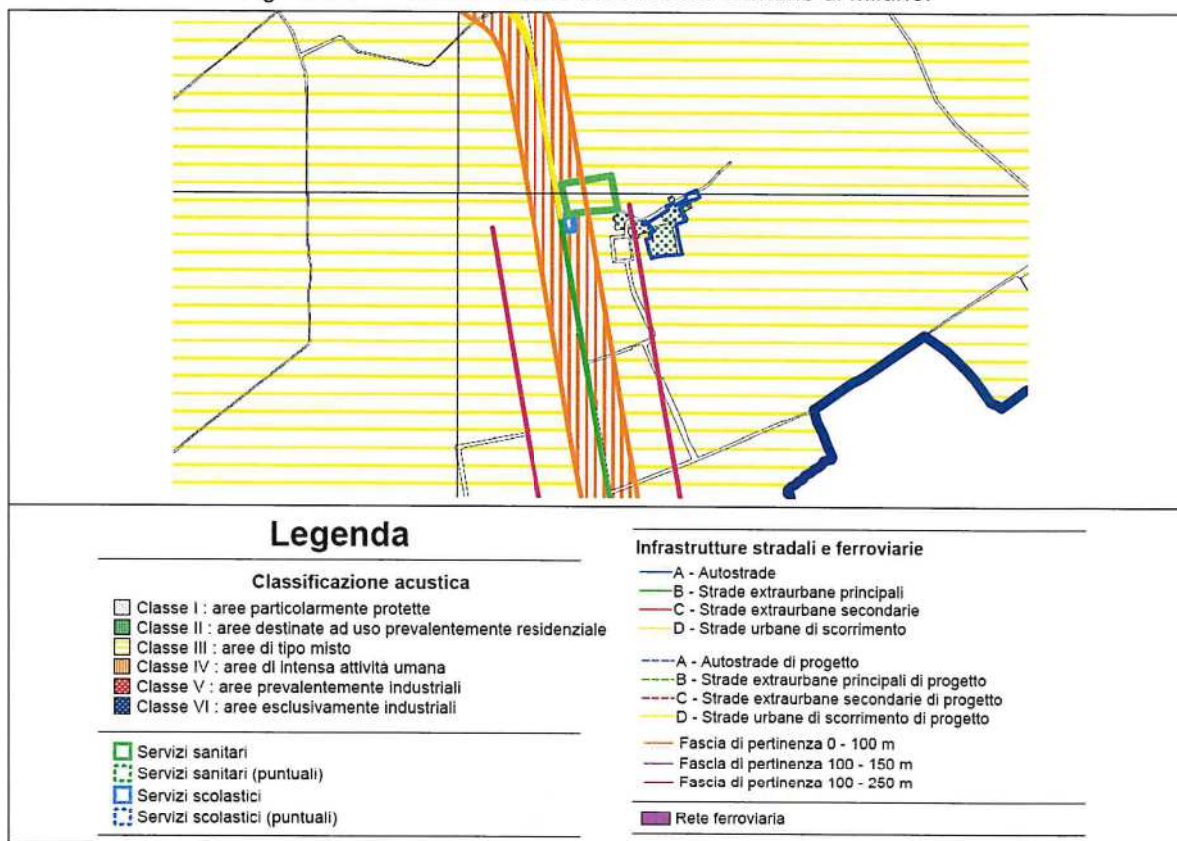 Legenda
Classificazione acustica
Classe I : aree particolarmente protette
Classe II : aree destinate ad uso prevalentemente residenziale
Classe III : aree di tipo misto
Classe IV : aree di intensa attività umana
Classe V : aree prevalentemente industriali
Classe VI : aree esclusivamente industriali
Servizi sanitari
Servizi sanitari (puntuali)
Servizi scolastici
Servizi scolastici (puntuali)
Infrastrutture stradali e ferroviarie
A - Autostrade
B - Strade extraurbane principali
C - Strade extraurbane secondarie
D - Strade urbane di scorrimento
A - Autostrade di progetto
B - Strade extraurbane principali di progetto
C - Strade extraurbane secondarie di progetto
D - Strade urbane di scorrimento di progetto
Fascia di pertinenza 0 - 100 m
Fascia di pertinenza 100 - 150 m
Fascia di pertinenza 100 - 250 m
Rete ferroviaria